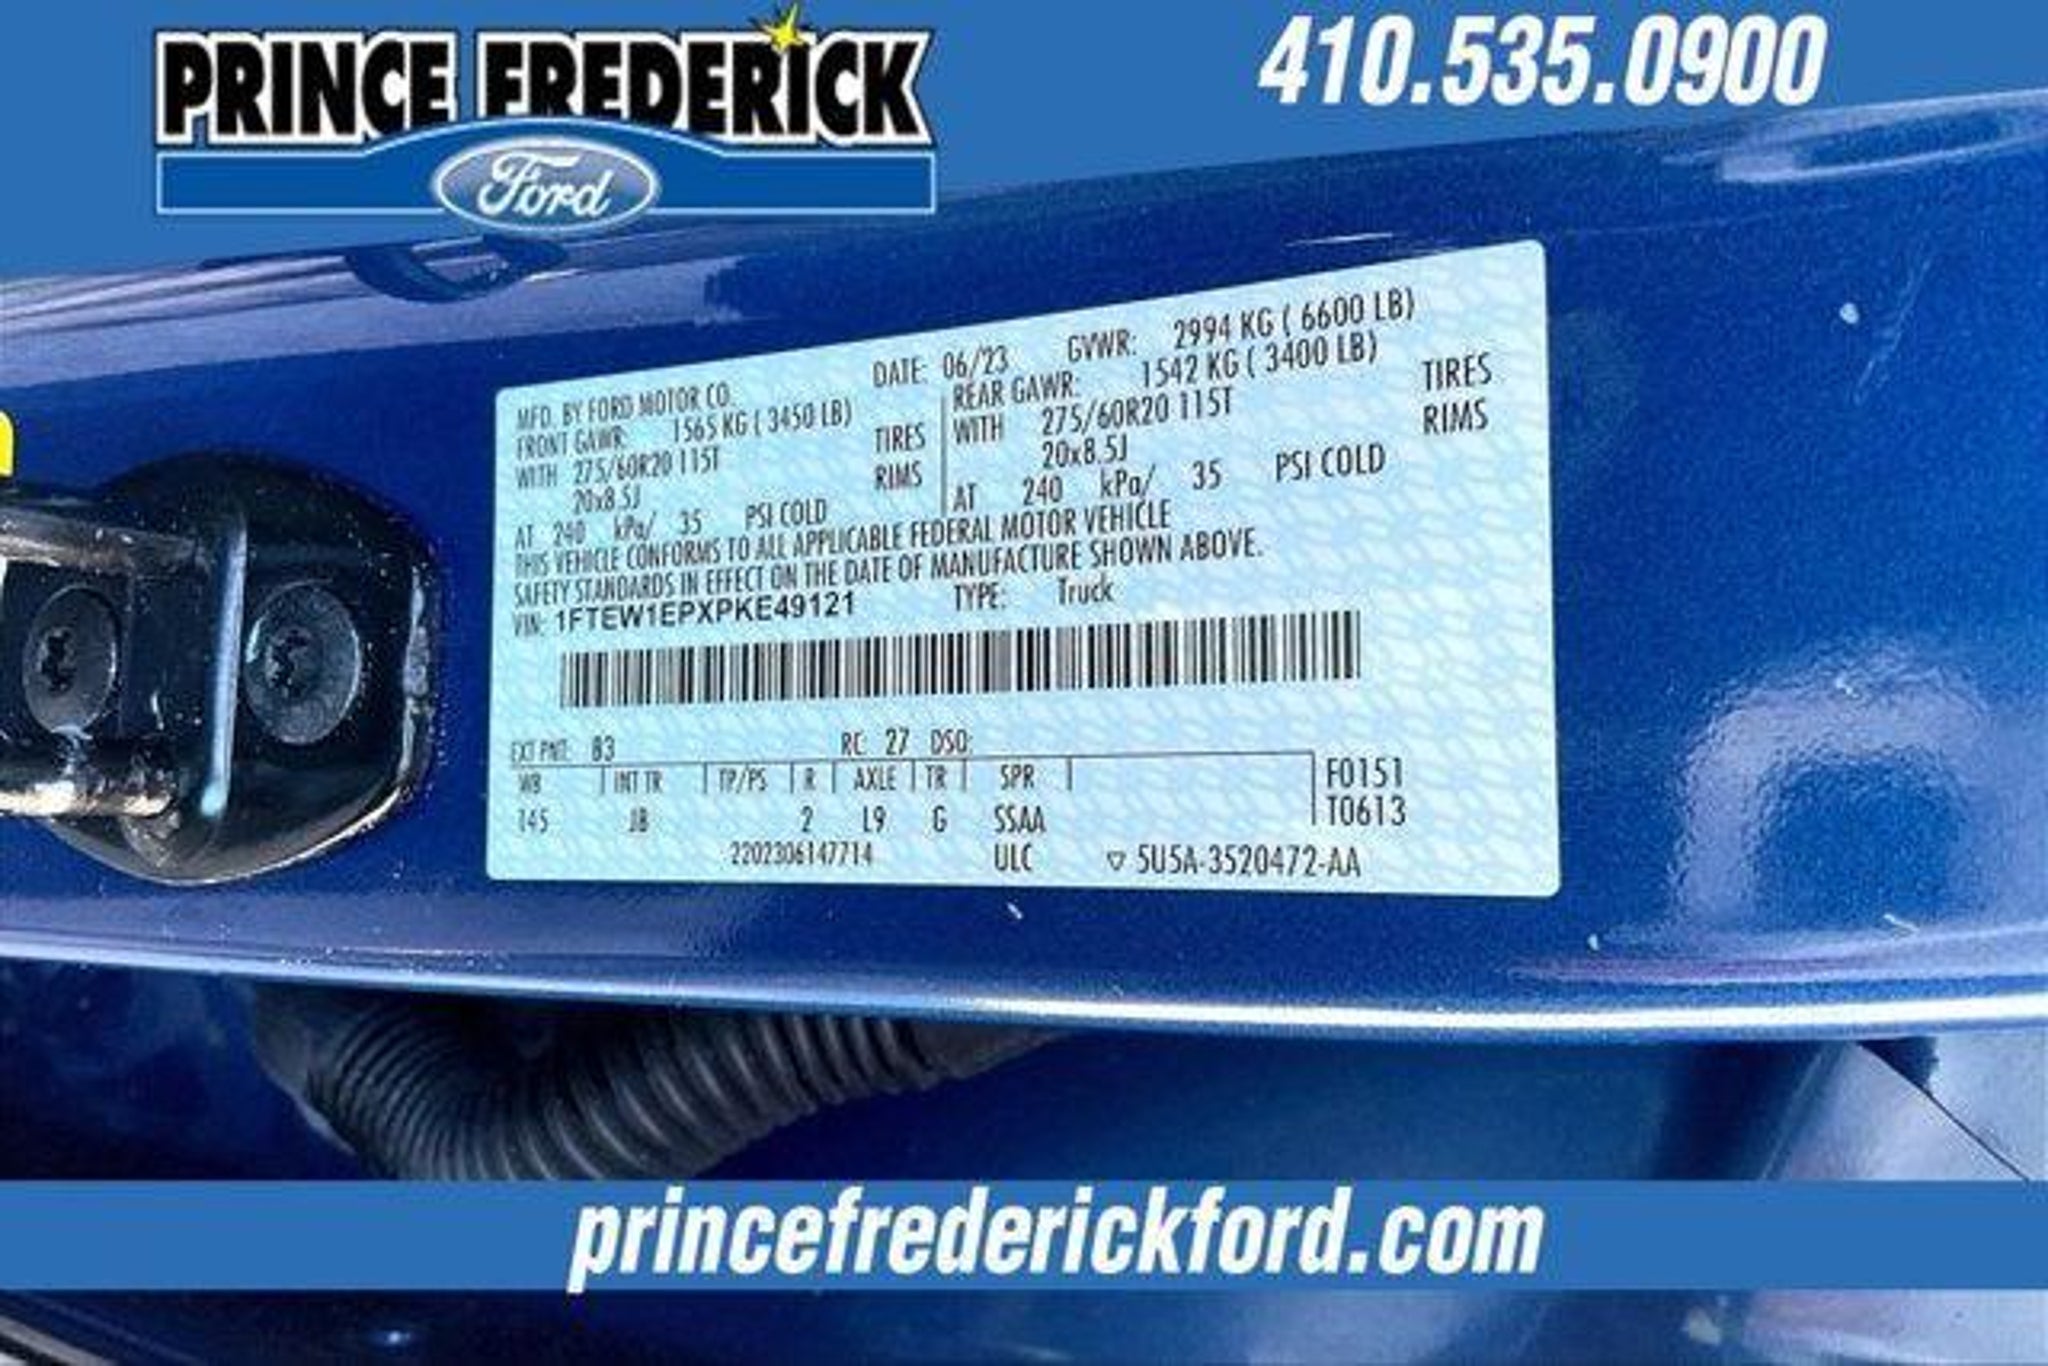 PRINCE FREDERICK
Ford
410.535.0900
MFD. BY FORD MOTOR CO.
DATE: 06/23 GVWR: 2994 KG ( 6600 LB)
FRONT GAWR: 1565 KG ( 3450 LB)
WITH 275/60R20 115T TIRES
20x8.5J RIMS
AT 240 kPa/ 35 PSI COLD
REAR GAWR: 1542 KG ( 3400 LB)
WITH 275/60R20 115T TIRES
20x8.5J RIMS
AT 240 kPa/ 35 PSI COLD
THIS VEHICLE CONFORMS TO ALL APPLICABLE FEDERAL MOTOR VEHICLE
SAFETY STANDARDS IN EFFECT ON THE DATE OF MANUFACTURE SHOWN ABOVE.
VIN: 1FTEW1EPXPKE49121 TYPE: Truck
EXT PNT: B3 RC: 27 DSO:
WB INT TR TP/PS R AXLE TR SPR F0151
145 JB 2 L9 G SSAA T0613
2202306147714 ULC ▽ 5U5A-3520472-AA
princefrederickford.com